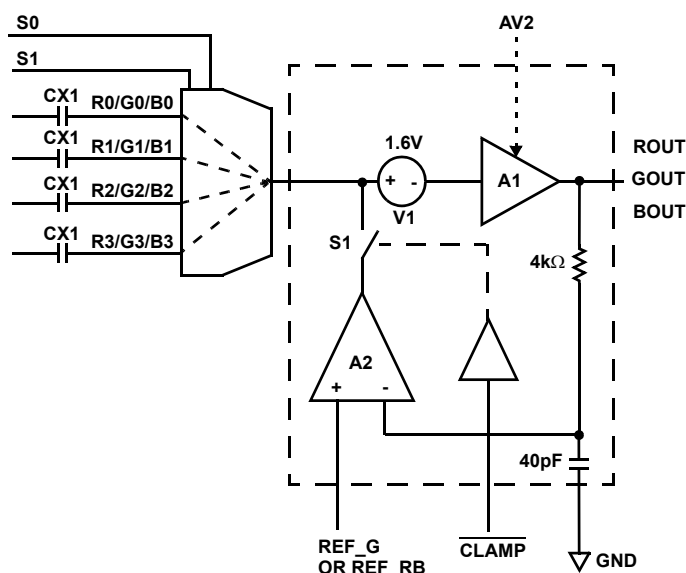 S0
AV2
S1
CX1
R0/G0/B0
CX1
R1/G1/B1
CX1
R2/G2/B2
CX1
R3/G3/B3
1.6V
+ -
V1
A1
ROUT
GOUT
BOUT
S1
4kΩ
A2
+ -
40pF
REF_G
OR REF_RB
CLAMP
GND